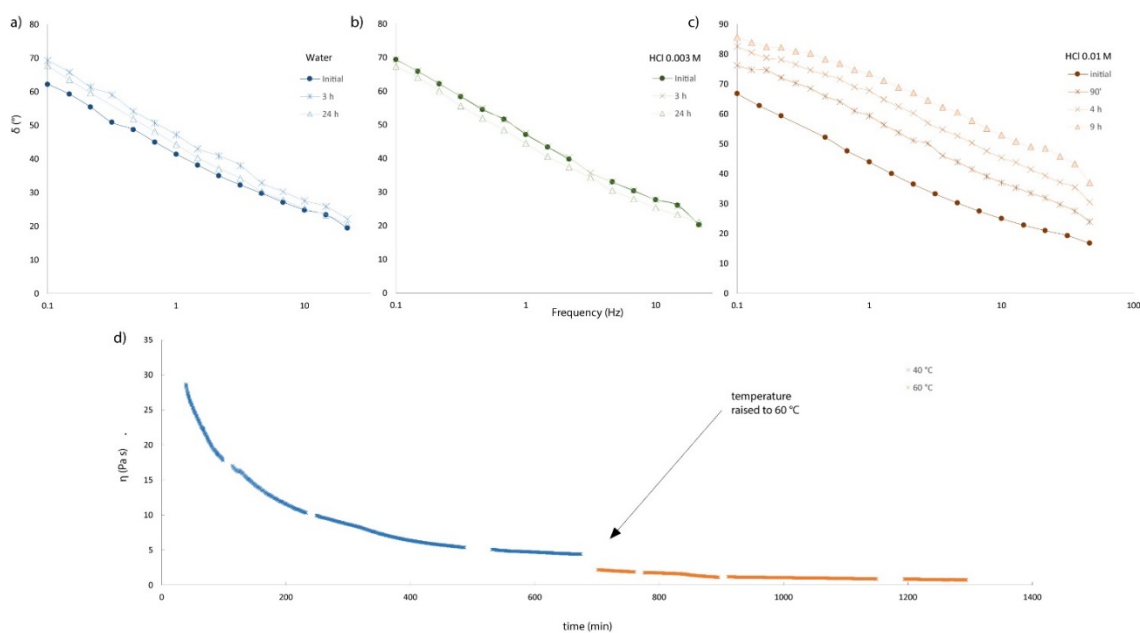 a)
80
70
60
50
40
30
20
10
0
δ (°)
0.1
1
10
Water
Initial
3 h
24 h
b)
80
70
60
50
40
30
20
10
0
0.1
1
10
Frequency (Hz)
HCl 0.003 M
Initial
3 h
24 h
c)
90
80
70
60
50
40
30
20
10
0
0.1
1
10
100
HCl 0.01 M
initial
90'
4 h
9 h
d)
35
30
25
20
15
10
5
0
η (Pa s)
0
200
400
600
800
1000
1200
1400
time (min)
40 °C
60 °C
temperature
raised to 60 °C